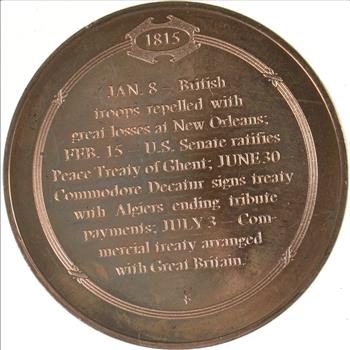 1815
JAN. 8 – British
troops repelled with
great losses at New Orleans;
FEB. 15 – U.S. Senate ratifies
Peace Treaty of Ghent; JUNE 30
Commodore Decatur signs treaty
with Algiers ending tribute
payments; JULY 3 – Com-
mercial treaty arranged
with Great Britain.